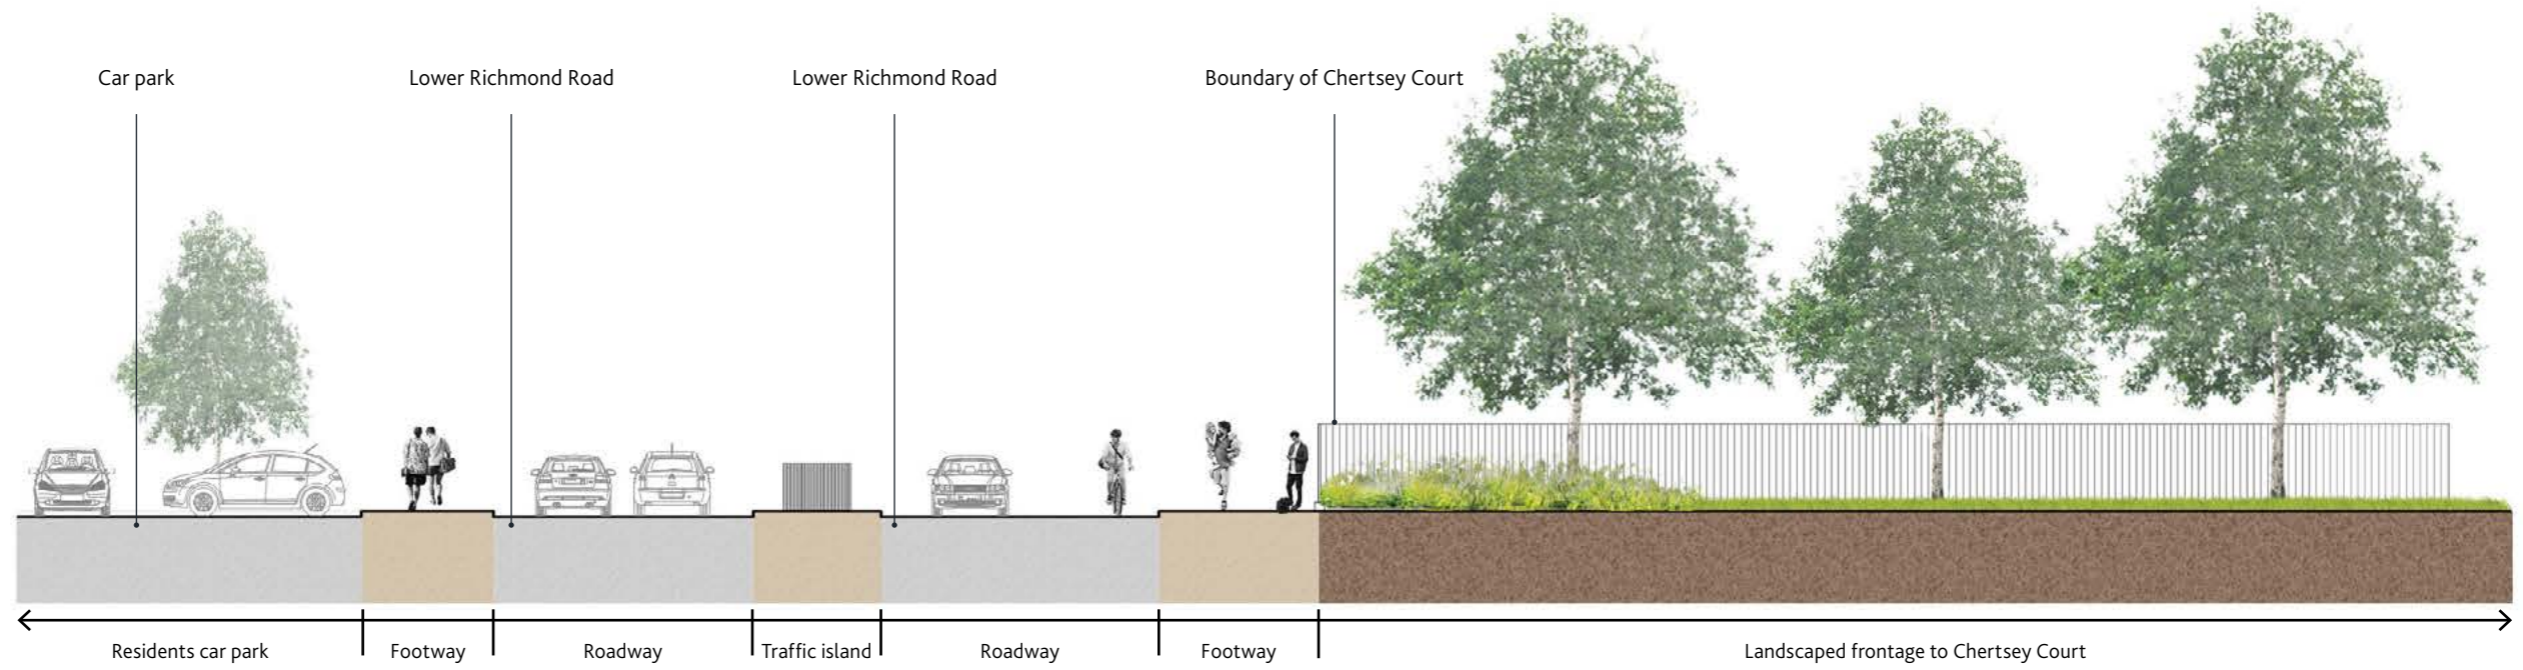 Car park
Lower Richmond Road
Lower Richmond Road
Boundary of Chertsey Court
Residents car park
Footway
Roadway
Traffic island
Roadway
Footway
Landscaped frontage to Chertsey Court